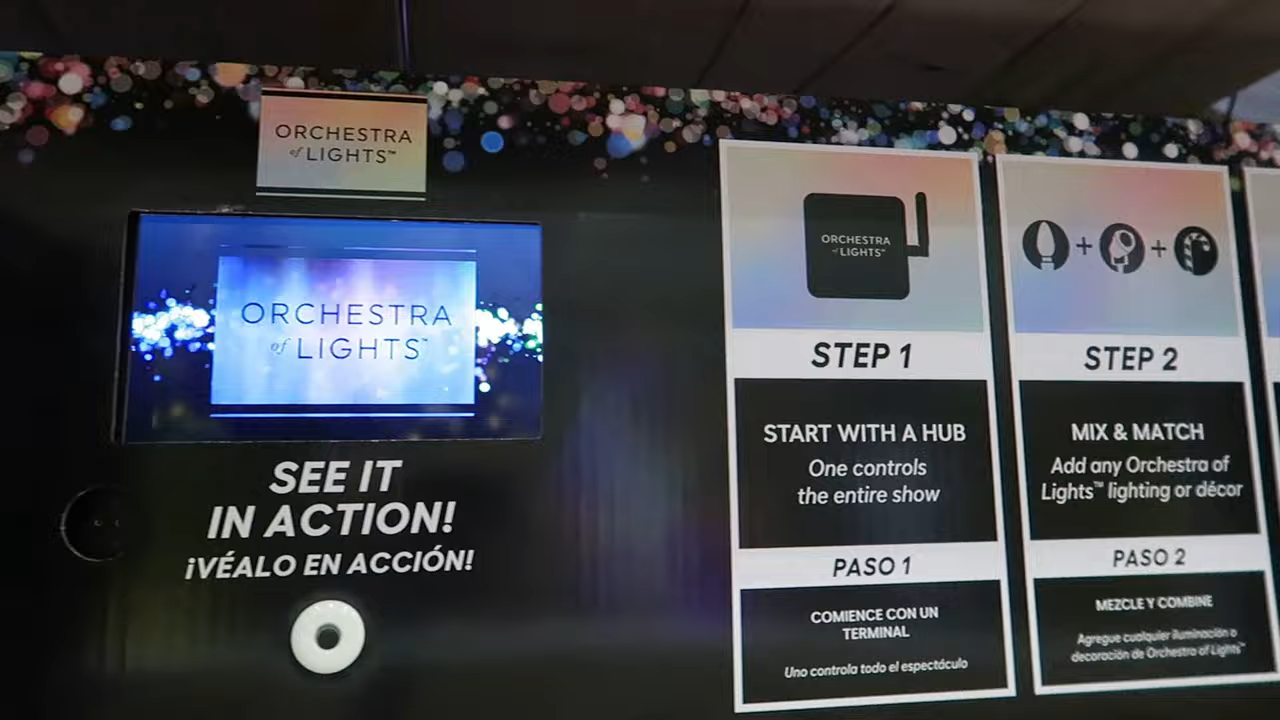 ORCHESTRA
of LIGHTS™
ORCHESTRA
of LIGHTS™
SEE IT
IN ACTION!
¡VÉALO EN ACCIÓN!
ORCHESTRA
of LIGHTS™
STEP 1
START WITH A HUB
One controls
the entire show
PASO 1
COMIENCE CON UN
TERMINAL
Uno controla todo el espectáculo
STEP 2
MIX & MATCH
Add any Orchestra of
Lights™ lighting or décor
PASO 2
MEZCLE Y COMBINE
Agregue cualquier iluminación o
decoración de Orchestra of Lights™